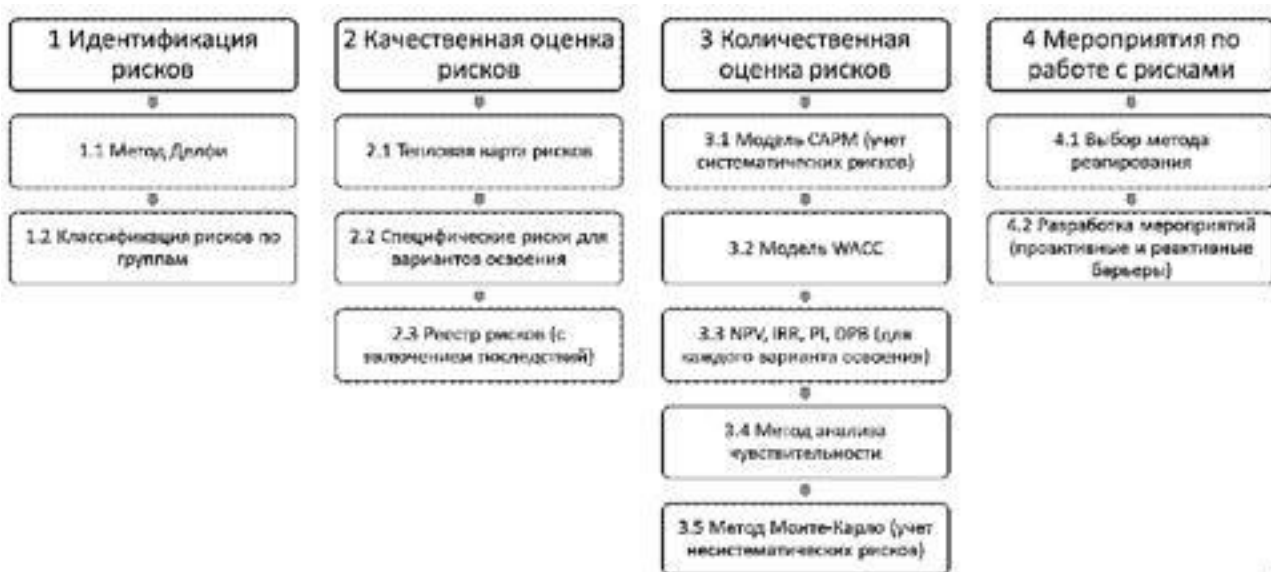 1 Идентификация
рисков
1.1 Метод Делфи
1.2 Классификация рисков по
группам
2 Качественная оценка
рисков
2.1 Тепловая карта рисков
2.2 Специфические риски для
вариантов освоения
2.3 Реестр рисков (с
включением последствий)
3 Количественная
оценка рисков
3.1 Модель CAPM (учет
систематических рисков)
3.2 Модель WACC
3.3 NPV, IRR, PI, DPB (для
каждого варианта освоения)
3.4 Метод анализа
чувствительности
3.5 Метод Монте-Карло (учет
несистематических рисков)
4 Мероприятия по
работе с рисками
4.1 Выбор метода
реагирования
4.2 Разработка мероприятий
(проактивные и реактивные
барьеры)